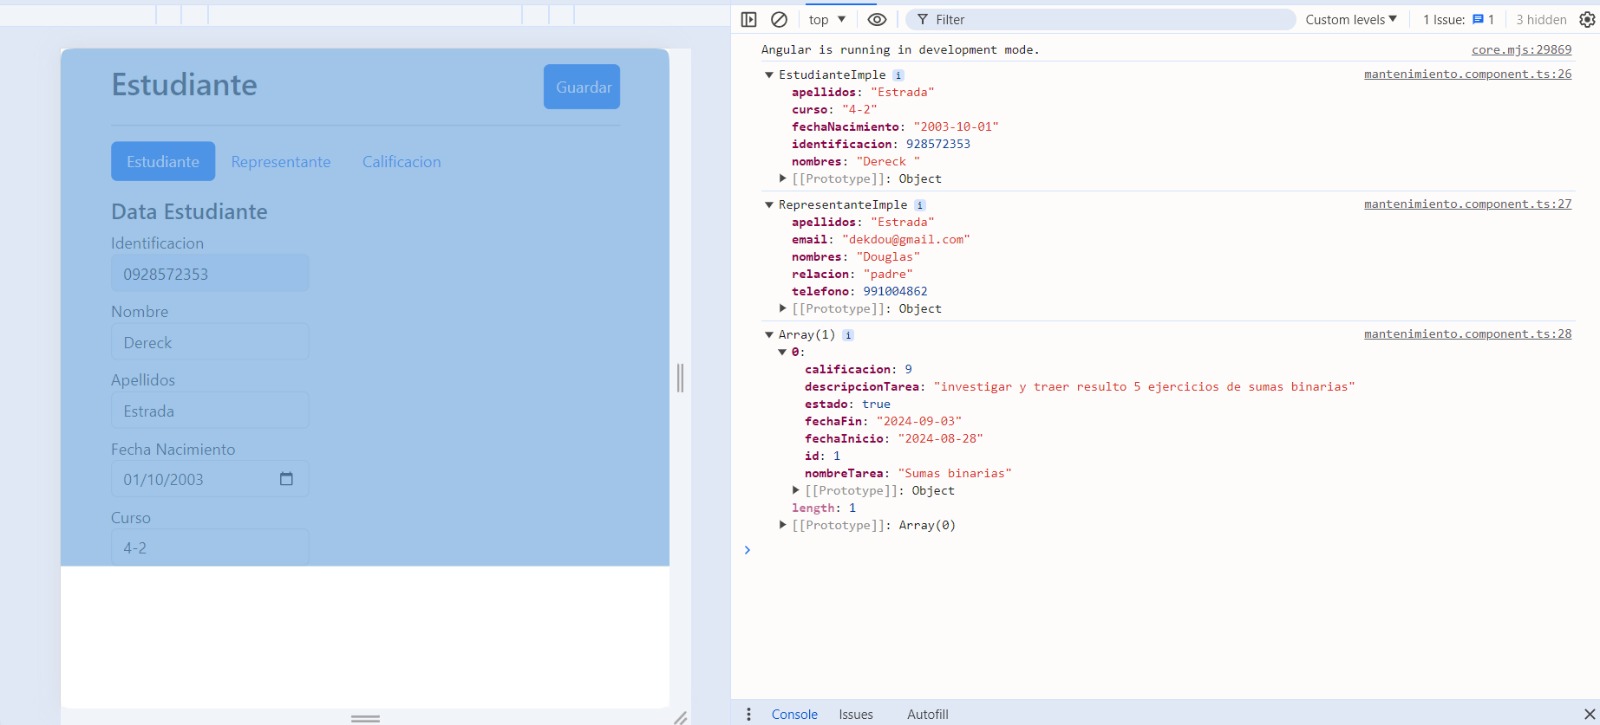 Estudiante
Guardar
Estudiante Representante Calificacion
Data Estudiante
Identificacion
0928572353
Nombre
Dereck
Apellidos
Estrada
Fecha Nacimiento
01/10/2003
Curso
4-2
top Filter Custom levels 1 Issue: 1 3 hidden
Angular is running in development mode. core.mjs:29869
EstudianteImple i mantenimiento.component.ts:26
apellidos: "Estrada"
curso: "4-2"
fechaNacimiento: "2003-10-01"
identificacion: 928572353
nombres: "Dereck "
[[Prototype]]: Object
RepresentanteImple i mantenimiento.component.ts:27
apellidos: "Estrada"
email: "dekdou@gmail.com"
nombres: "Douglas"
relacion: "padre"
telefono: 991004862
[[Prototype]]: Object
Array(1) i mantenimiento.component.ts:28
0:
calificacion: 9
descripcionTarea: "investigar y traer resulto 5 ejercicios de sumas binarias"
estado: true
fechaFin: "2024-09-03"
fechaInicio: "2024-08-28"
id: 1
nombreTarea: "Sumas binarias"
[[Prototype]]: Object
length: 1
[[Prototype]]: Array(0)
Console Issues Autofill